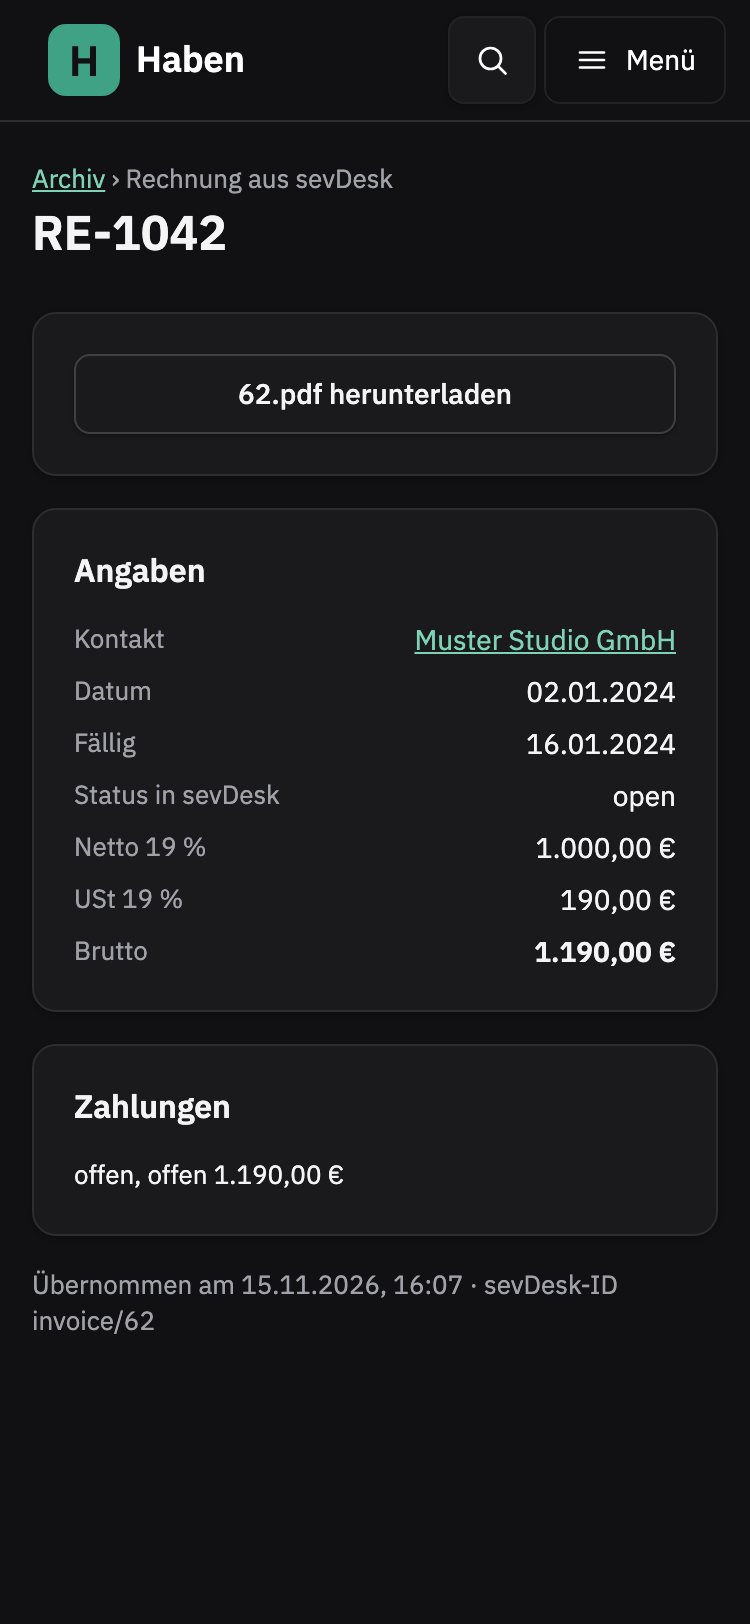 H Haben
Menü
Archiv › Rechnung aus sevDesk
RE-1042
62.pdf herunterladen
Angaben
Kontakt Muster Studio GmbH
Datum 02.01.2024
Fällig 16.01.2024
Status in sevDesk open
Netto 19 % 1.000,00 €
USt 19 % 190,00 €
Brutto 1.190,00 €
Zahlungen
offen, offen 1.190,00 €
Übernommen am 15.11.2026, 16:07 · sevDesk-ID
invoice/62